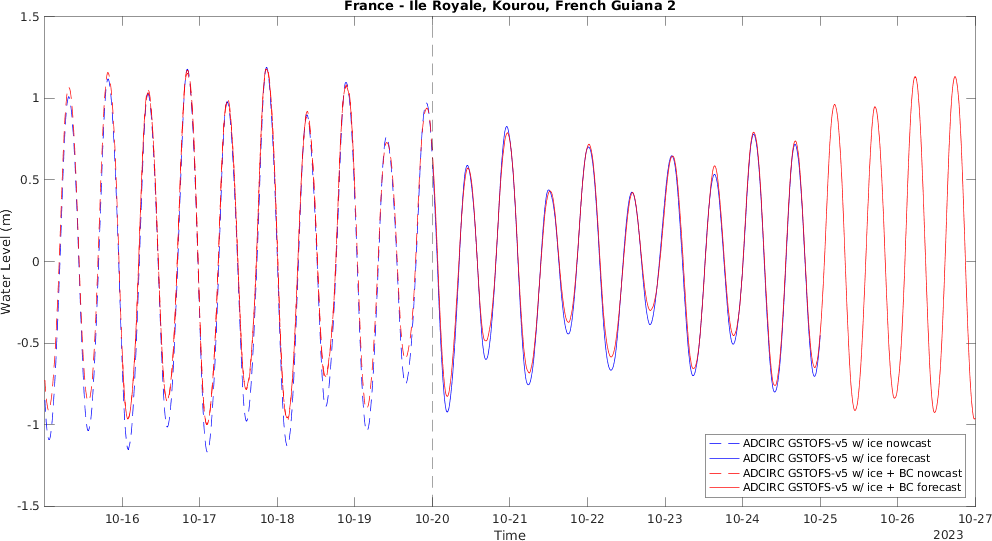 France - Ile Royale, Kourou, French Guiana 2
1.5
1
0.5
0
-0.5
-1
-1.5
Water Level (m)
10-16 10-17 10-18 10-19 10-20 10-21 10-22 10-23 10-24 10-25 10-26 10-27
Time
2023
ADCIRC GSTOFS-v5 w/ ice nowcast
ADCIRC GSTOFS-v5 w/ ice forecast
ADCIRC GSTOFS-v5 w/ ice + BC nowcast
ADCIRC GSTOFS-v5 w/ ice + BC forecast